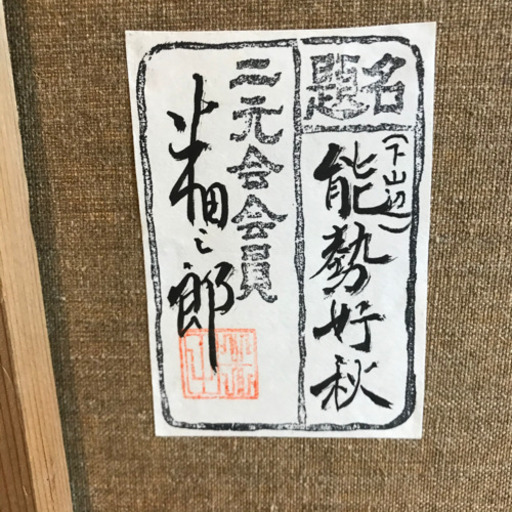 題名
(下山辺)
能勢好秋
二元会会員